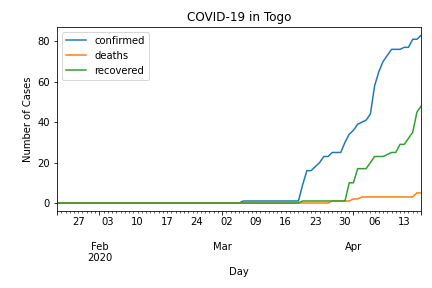 COVID-19 in Togo
confirmed
deaths
recovered
Number of Cases
80
60
40
20
0
27 03 10 17 24 02 09 16 23 30 06 13
Feb Mar Apr
2020
Day